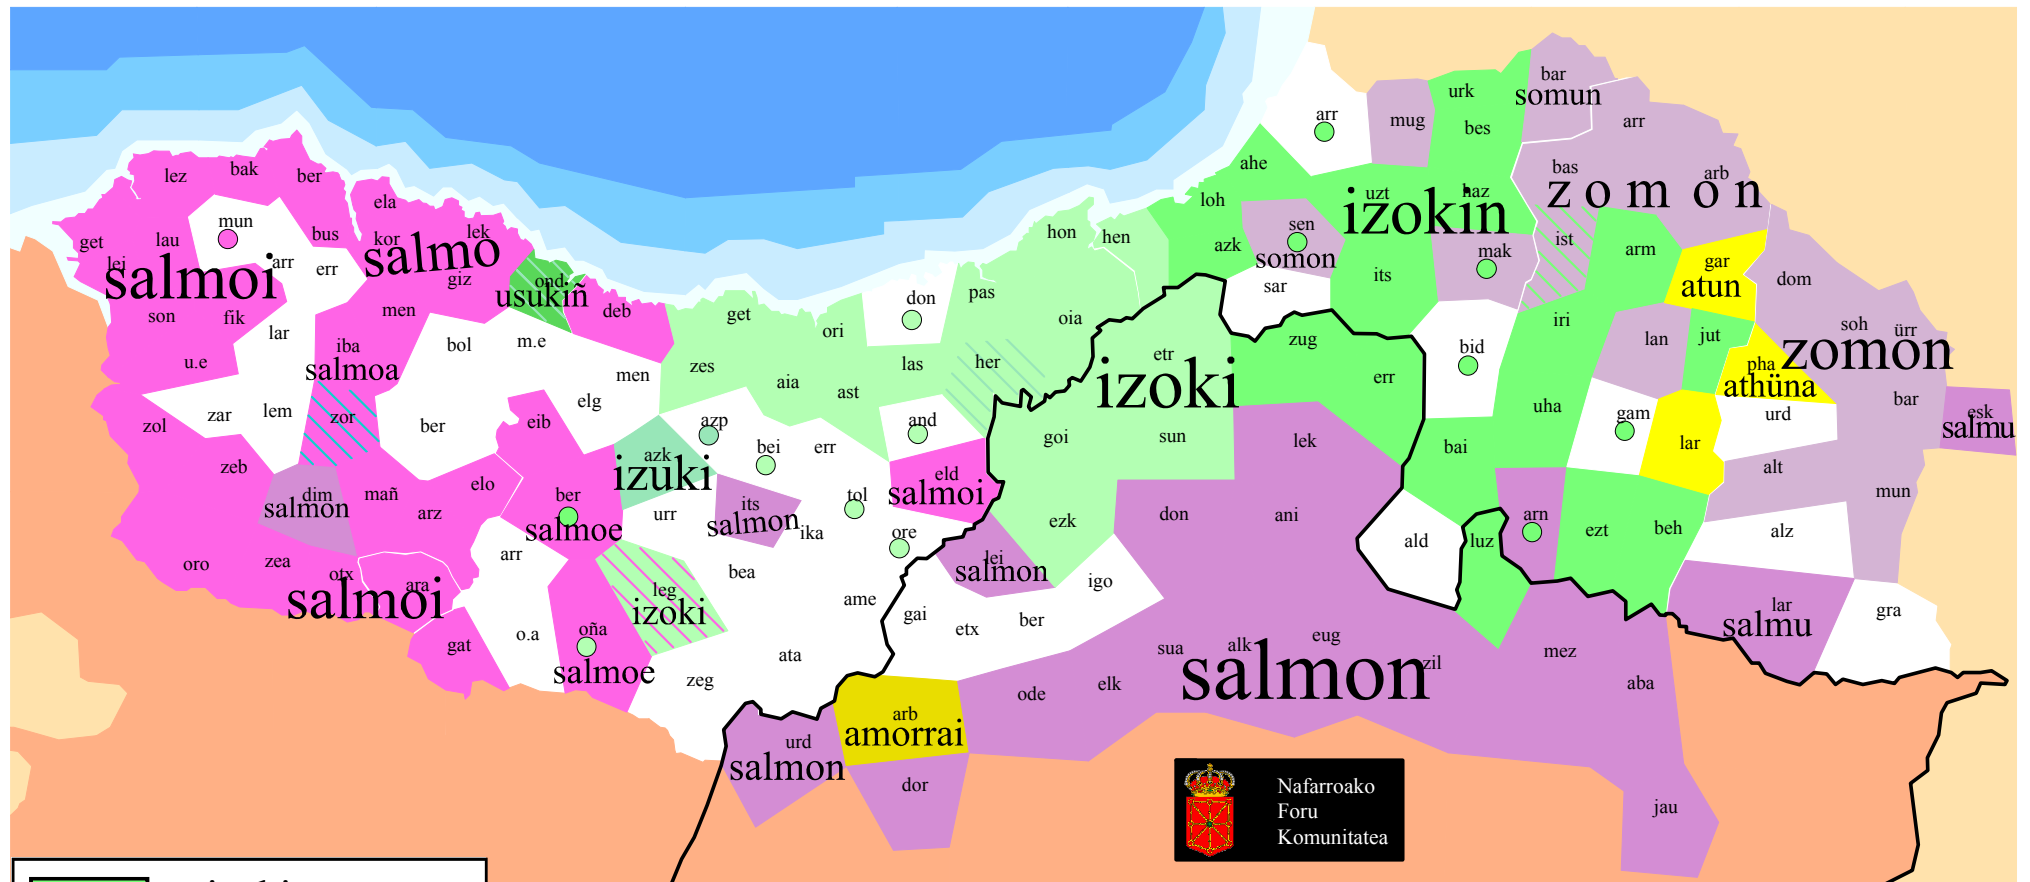 bar
somun
urk
arr
mug
bes
arr
lez
bak
ber
ahe
bas
arb
zomön
ela
loh
uzt
haz
izokin
mun
bus
kor
lek
salmo
get
lau
lei
salmoi
arr
err
giz
hon
hen
azk
sen
somon
mak
ist
arm
gar
atun
dom
ond
usukiñ
deb
don
pas
sar
its
son
fik
men
get
ori
oia
iri
lar
iba
salmoa
bol
m.e
zug
bid
lan
jut
soh
ürr
zomön
u.e
men
zes
aia
las
her
etr
izoki
err
pha
athüna
zar
lem
zor
ber
elg
eib
ast
azp
and
uha
gam
urd
bar
esk
salmu
zol
azk
izuki
bei
err
goi
sun
lek
bai
lar
zeb
dim
salmon
mañ
elo
ber
salmoe
its
salmon
tol
eld
salmoi
alt
mun
arz
urr
ika
ore
ezk
don
ani
ald
luz
arn
ezt
beh
alz
oro
zea
otx
ara
salmoi
arr
leg
izoki
bea
ame
lei
salmon
igo
lar
salmu
gra
gat
o.a
oña
salmoe
ata
gai
etx
ber
sua
alk
eug
salmon
zil
mez
zeg
ode
elk
aba
arb
amorrai
urd
salmon
dor
jau
Nafarroako
Foru
Komunitatea